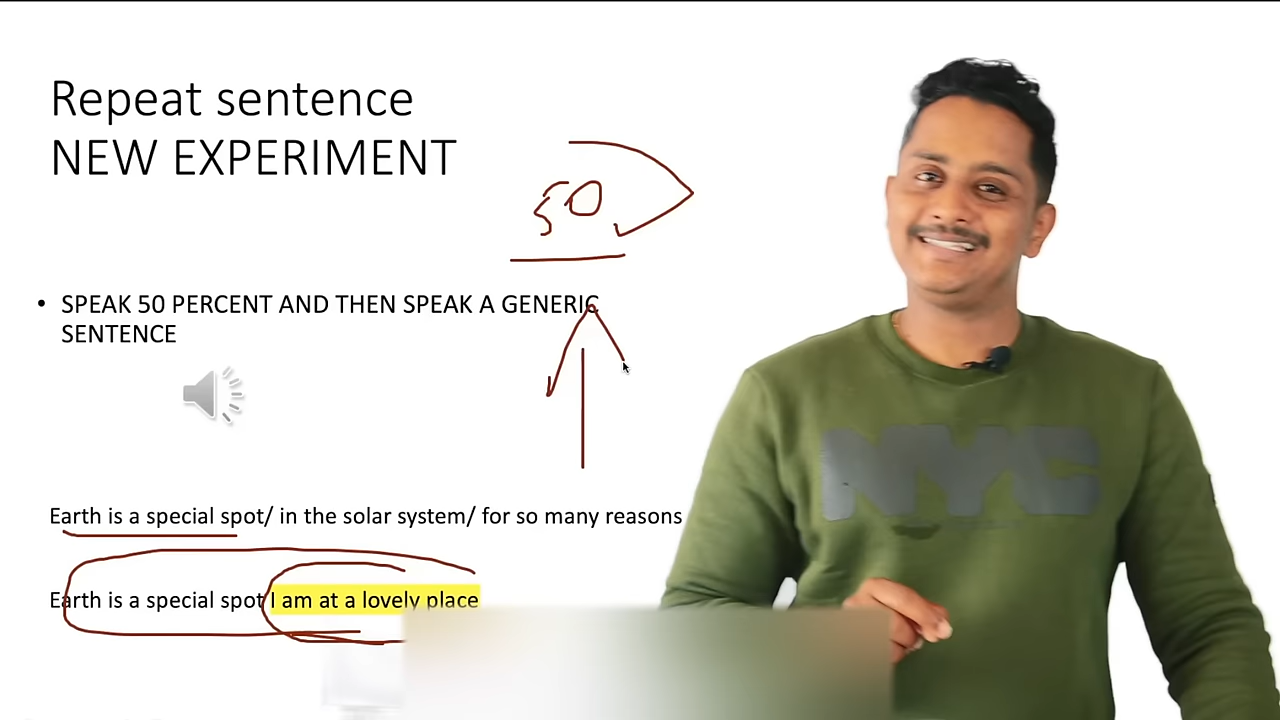 Repeat sentence
NEW EXPERIMENT
50
• SPEAK 50 PERCENT AND THEN SPEAK A GENERIC
SENTENCE
Earth is a special spot/ in the solar system/ for so many reasons
Earth is a special spot I am at a lovely place
NYC